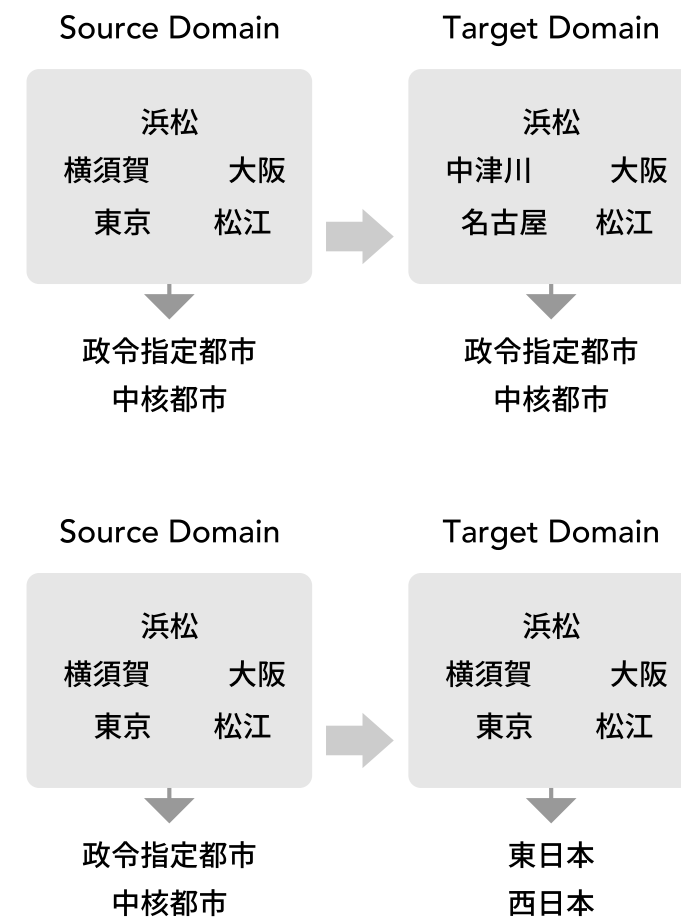 Source Domain
Target Domain
浜松
横須賀 大阪
東京 松江
浜松
中津川 大阪
名古屋 松江
政令指定都市
中核都市
政令指定都市
中核都市
Source Domain
Target Domain
浜松
横須賀 大阪
東京 松江
浜松
横須賀 大阪
東京 松江
政令指定都市
中核都市
東日本
西日本